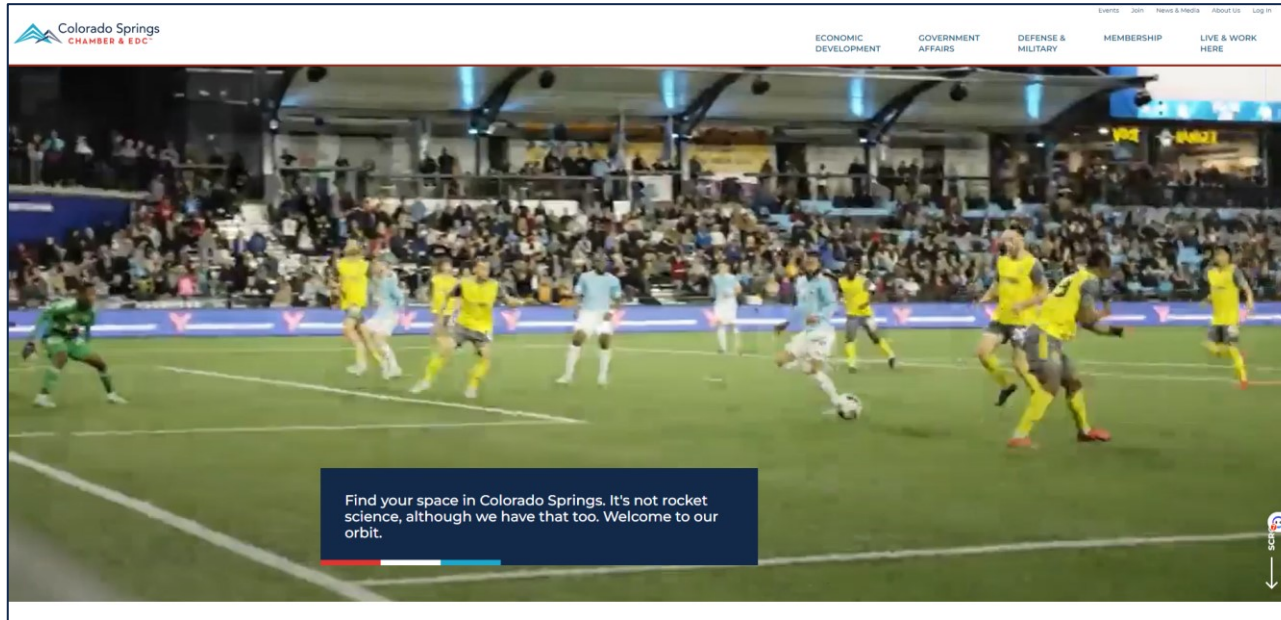 Events Join News & Media About Us Log In
Colorado Springs
CHAMBER & EDC
ECONOMIC DEVELOPMENT
GOVERNMENT AFFAIRS
DEFENSE & MILITARY
MEMBERSHIP
LIVE & WORK HERE
Find your space in Colorado Springs. It's not rocket
science, although we have that too. Welcome to our
orbit.